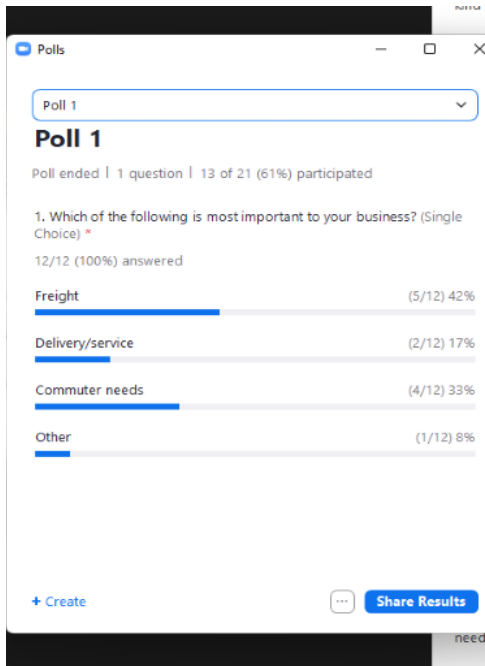 kind
Polls
Poll 1
Poll 1
Poll ended | 1 question | 13 of 21 (61%) participated
1. Which of the following is most important to your business? (Single
Choice) *
12/12 (100%) answered
Freight (5/12) 42%
Delivery/service (2/12) 17%
Commuter needs (4/12) 33%
Other (1/12) 8%
+ Create ... Share Results
need